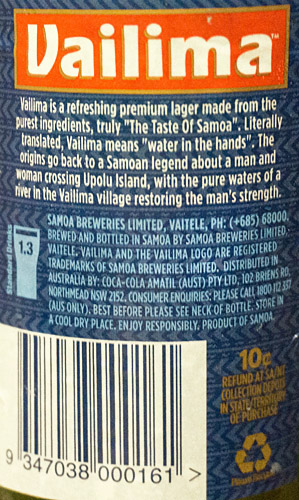 Vailima™
Vailima is a refreshing premium lager made from the
purest ingredients, truly "The Taste Of Samoa". Literally
translated, Vailima means "water in the hands". The
origins go back to a Samoan legend about a man and
woman crossing Upolu Island, with the pure waters of a
river in the Vailima village restoring the man's strength.
Standard Drinks
1.3
SAMOA BREWERIES LIMITED, VAITELE, PH: (+685) 68000.
BREWED AND BOTTLED IN SAMOA BY SAMOA BREWERIES LIMITED,
VAITELE. VAILIMA AND THE VAILIMA LOGO ARE REGISTERED
TRADEMARKS OF SAMOA BREWERIES LIMITED. DISTRIBUTED IN
AUSTRALIA BY: COCA-COLA AMATIL (AUST) PTY LTD, 102 BRIENS RD,
NORTHMEAD NSW 2152. CONSUMER ENQUIRIES: PLEASE CALL 1800 112 337
(AUS ONLY). BEST BEFORE PLEASE SEE NECK OF BOTTLE. STORE IN
A COOL DRY PLACE. ENJOY RESPONSIBLY. PRODUCT OF SAMOA.
10¢
REFUND AT SA/NT
COLLECTION DEPOTS
IN STATE/TERRITORY
OF PURCHASE
Please Recycle
9 347038 000161 >